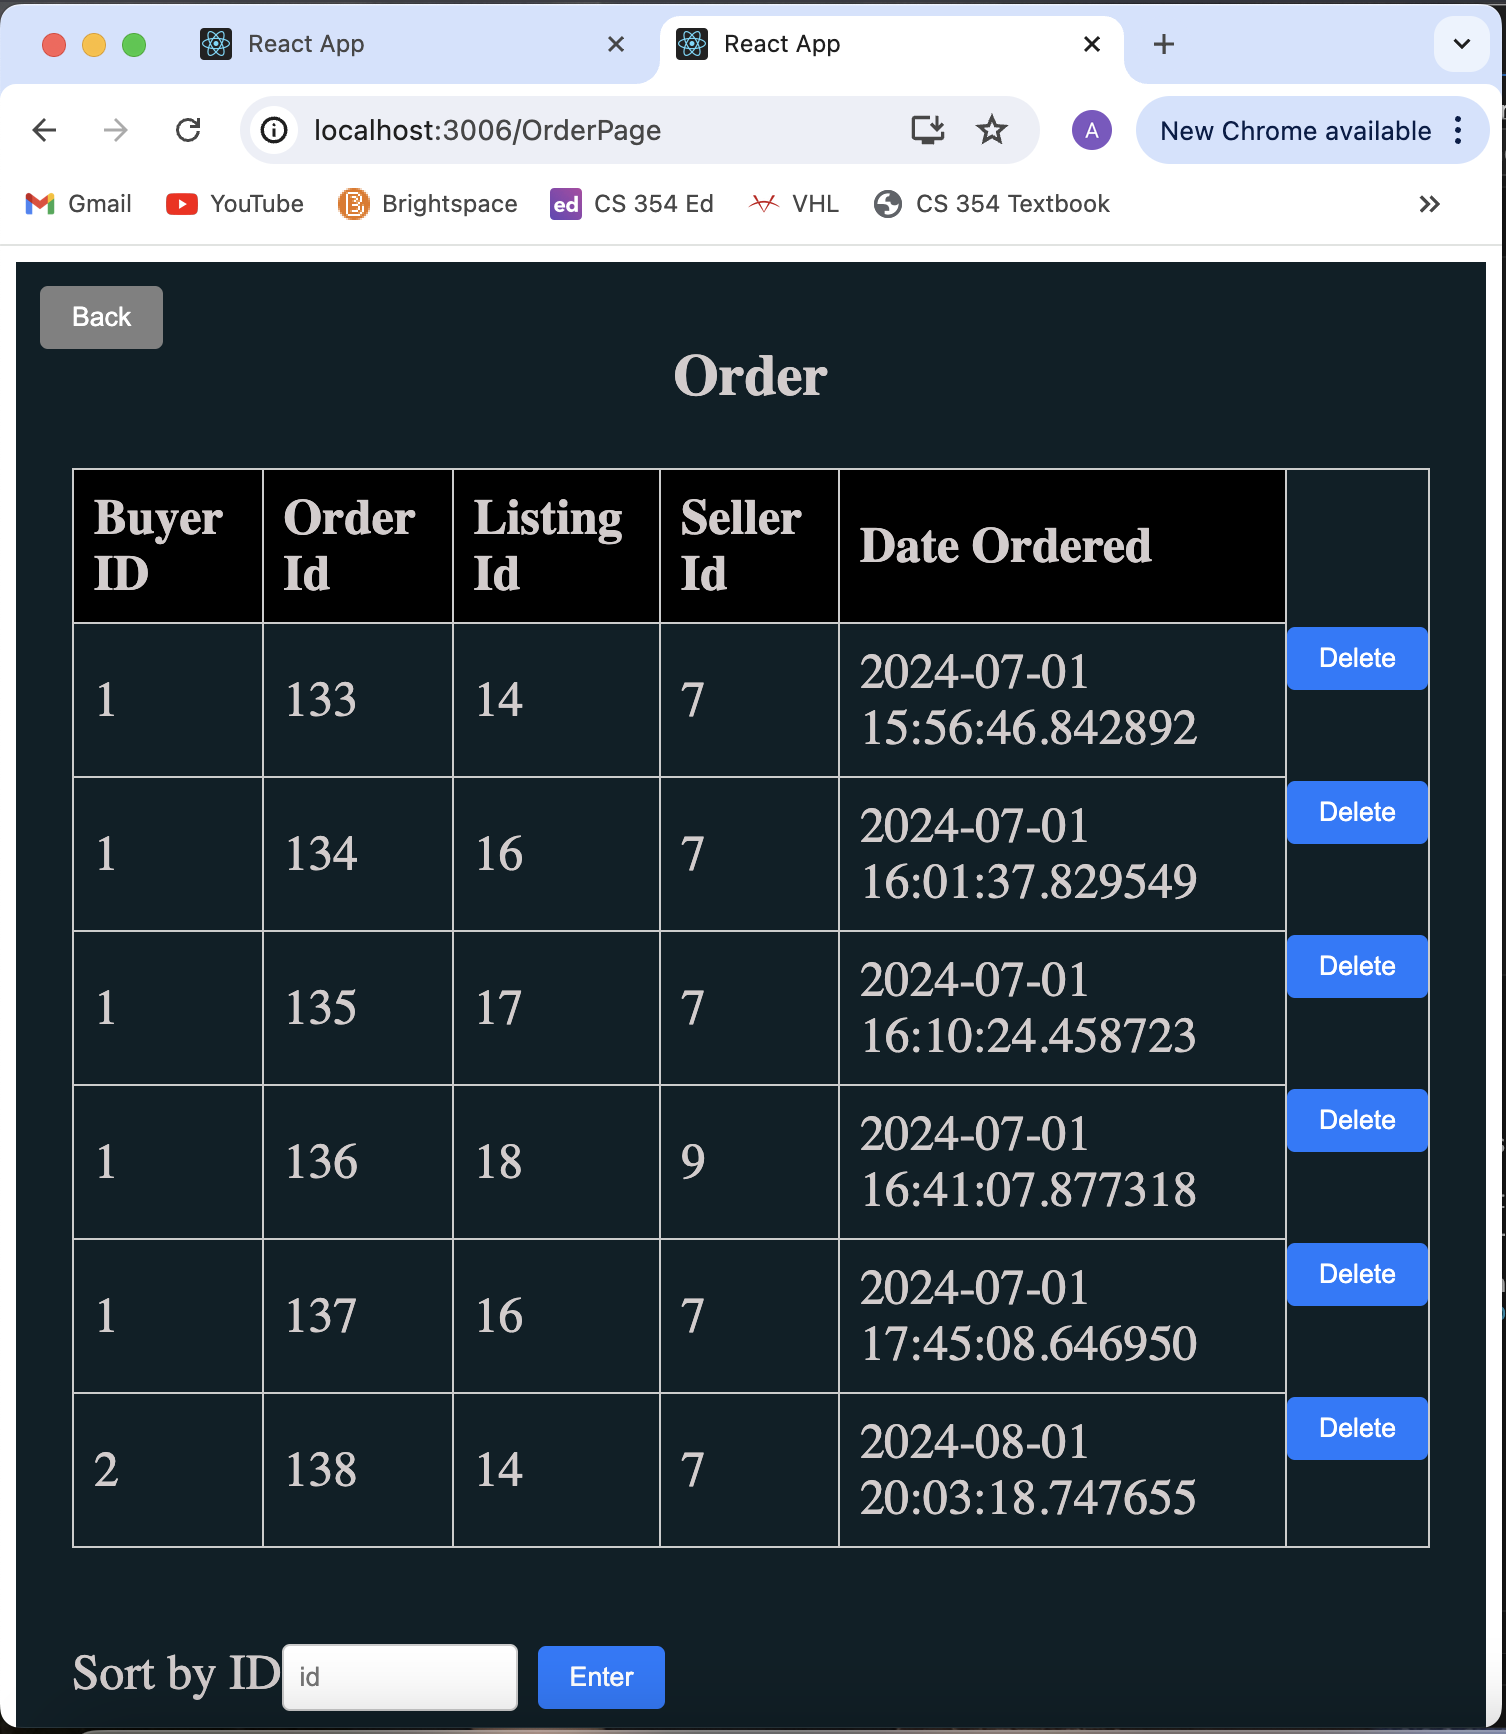 React App
React App
localhost:3006/OrderPage
A
New Chrome available
Gmail
YouTube
Brightspace
ed CS 354 Ed
VHL
CS 354 Textbook
Back
Order
Buyer ID Order Id Listing Id Seller Id Date Ordered
1 133 14 7 2024-07-01 15:56:46.842892 Delete
1 134 16 7 2024-07-01 16:01:37.829549 Delete
1 135 17 7 2024-07-01 16:10:24.458723 Delete
1 136 18 9 2024-07-01 16:41:07.877318 Delete
1 137 16 7 2024-07-01 17:45:08.646950 Delete
2 138 14 7 2024-08-01 20:03:18.747655 Delete
Sort by ID id Enter